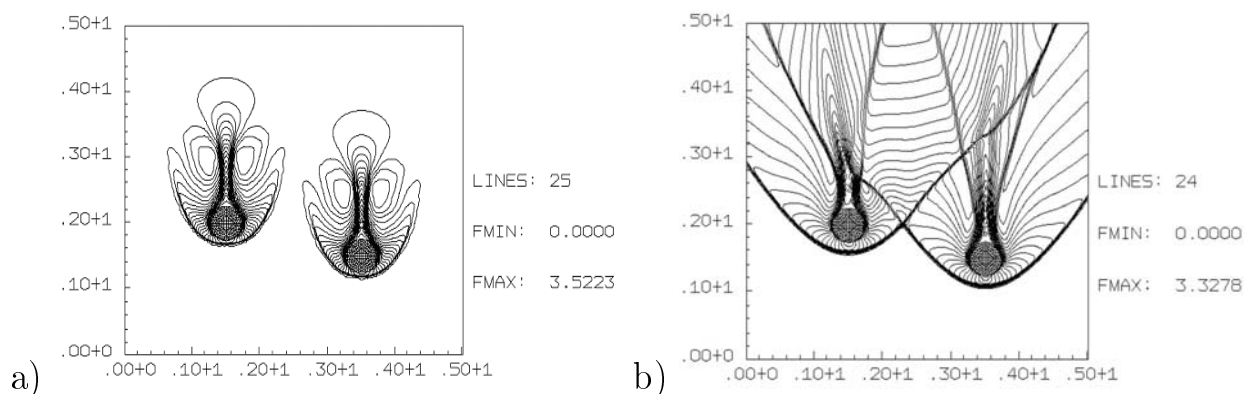 .50+1
.40+1
.30+1
.20+1
.10+1
.00+0
.00+0 .10+1 .20+1 .30+1 .40+1 .50+1
LINES: 25
FMIN: 0.0000
FMAX: 3.5223
a)
.50+1
.40+1
.30+1
.20+1
.10+1
.00+0
.00+0 .10+1 .20+1 .30+1 .40+1 .50+1
LINES: 24
FMIN: 0.0000
FMAX: 3.3278
b)